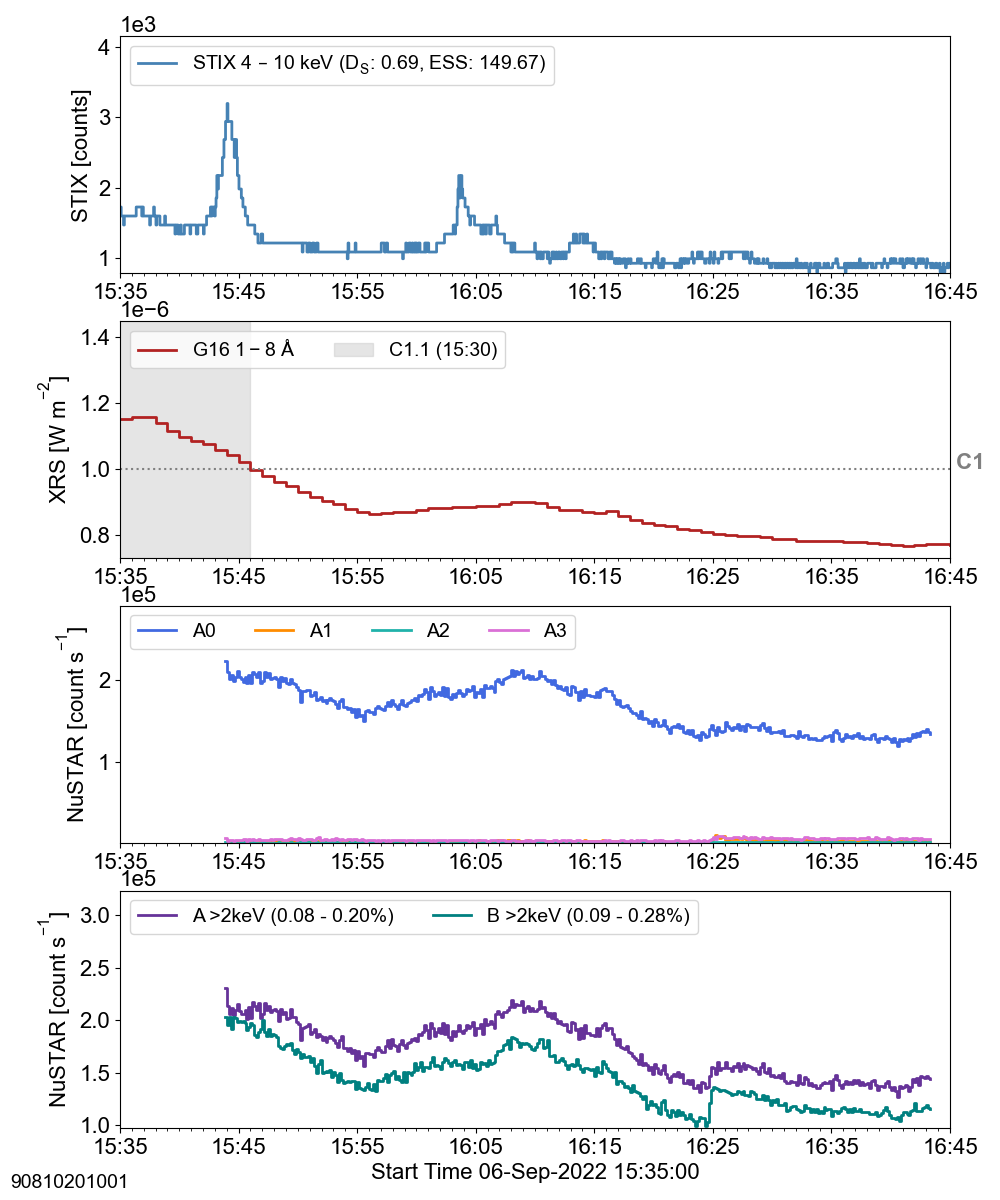 1e3
STIX 4 – 10 keV (D_S: 0.69, ESS: 149.67)
STIX [counts]
4
3
2
1
15:35 15:45 15:55 16:05 16:15 16:25 16:35 16:45
1e−6
G16 1 – 8 Å C1.1 (15:30)
XRS [W m⁻²]
1.4
1.2
1.0
0.8
C1
15:35 15:45 15:55 16:05 16:15 16:25 16:35 16:45
1e5
A0 A1 A2 A3
NuSTAR [count s⁻¹]
2
1
15:35 15:45 15:55 16:05 16:15 16:25 16:35 16:45
1e5
A >2keV (0.08 - 0.20%) B >2keV (0.09 - 0.28%)
NuSTAR [count s⁻¹]
3.0
2.5
2.0
1.5
1.0
15:35 15:45 15:55 16:05 16:15 16:25 16:35 16:45
Start Time 06-Sep-2022 15:35:00
90810201001